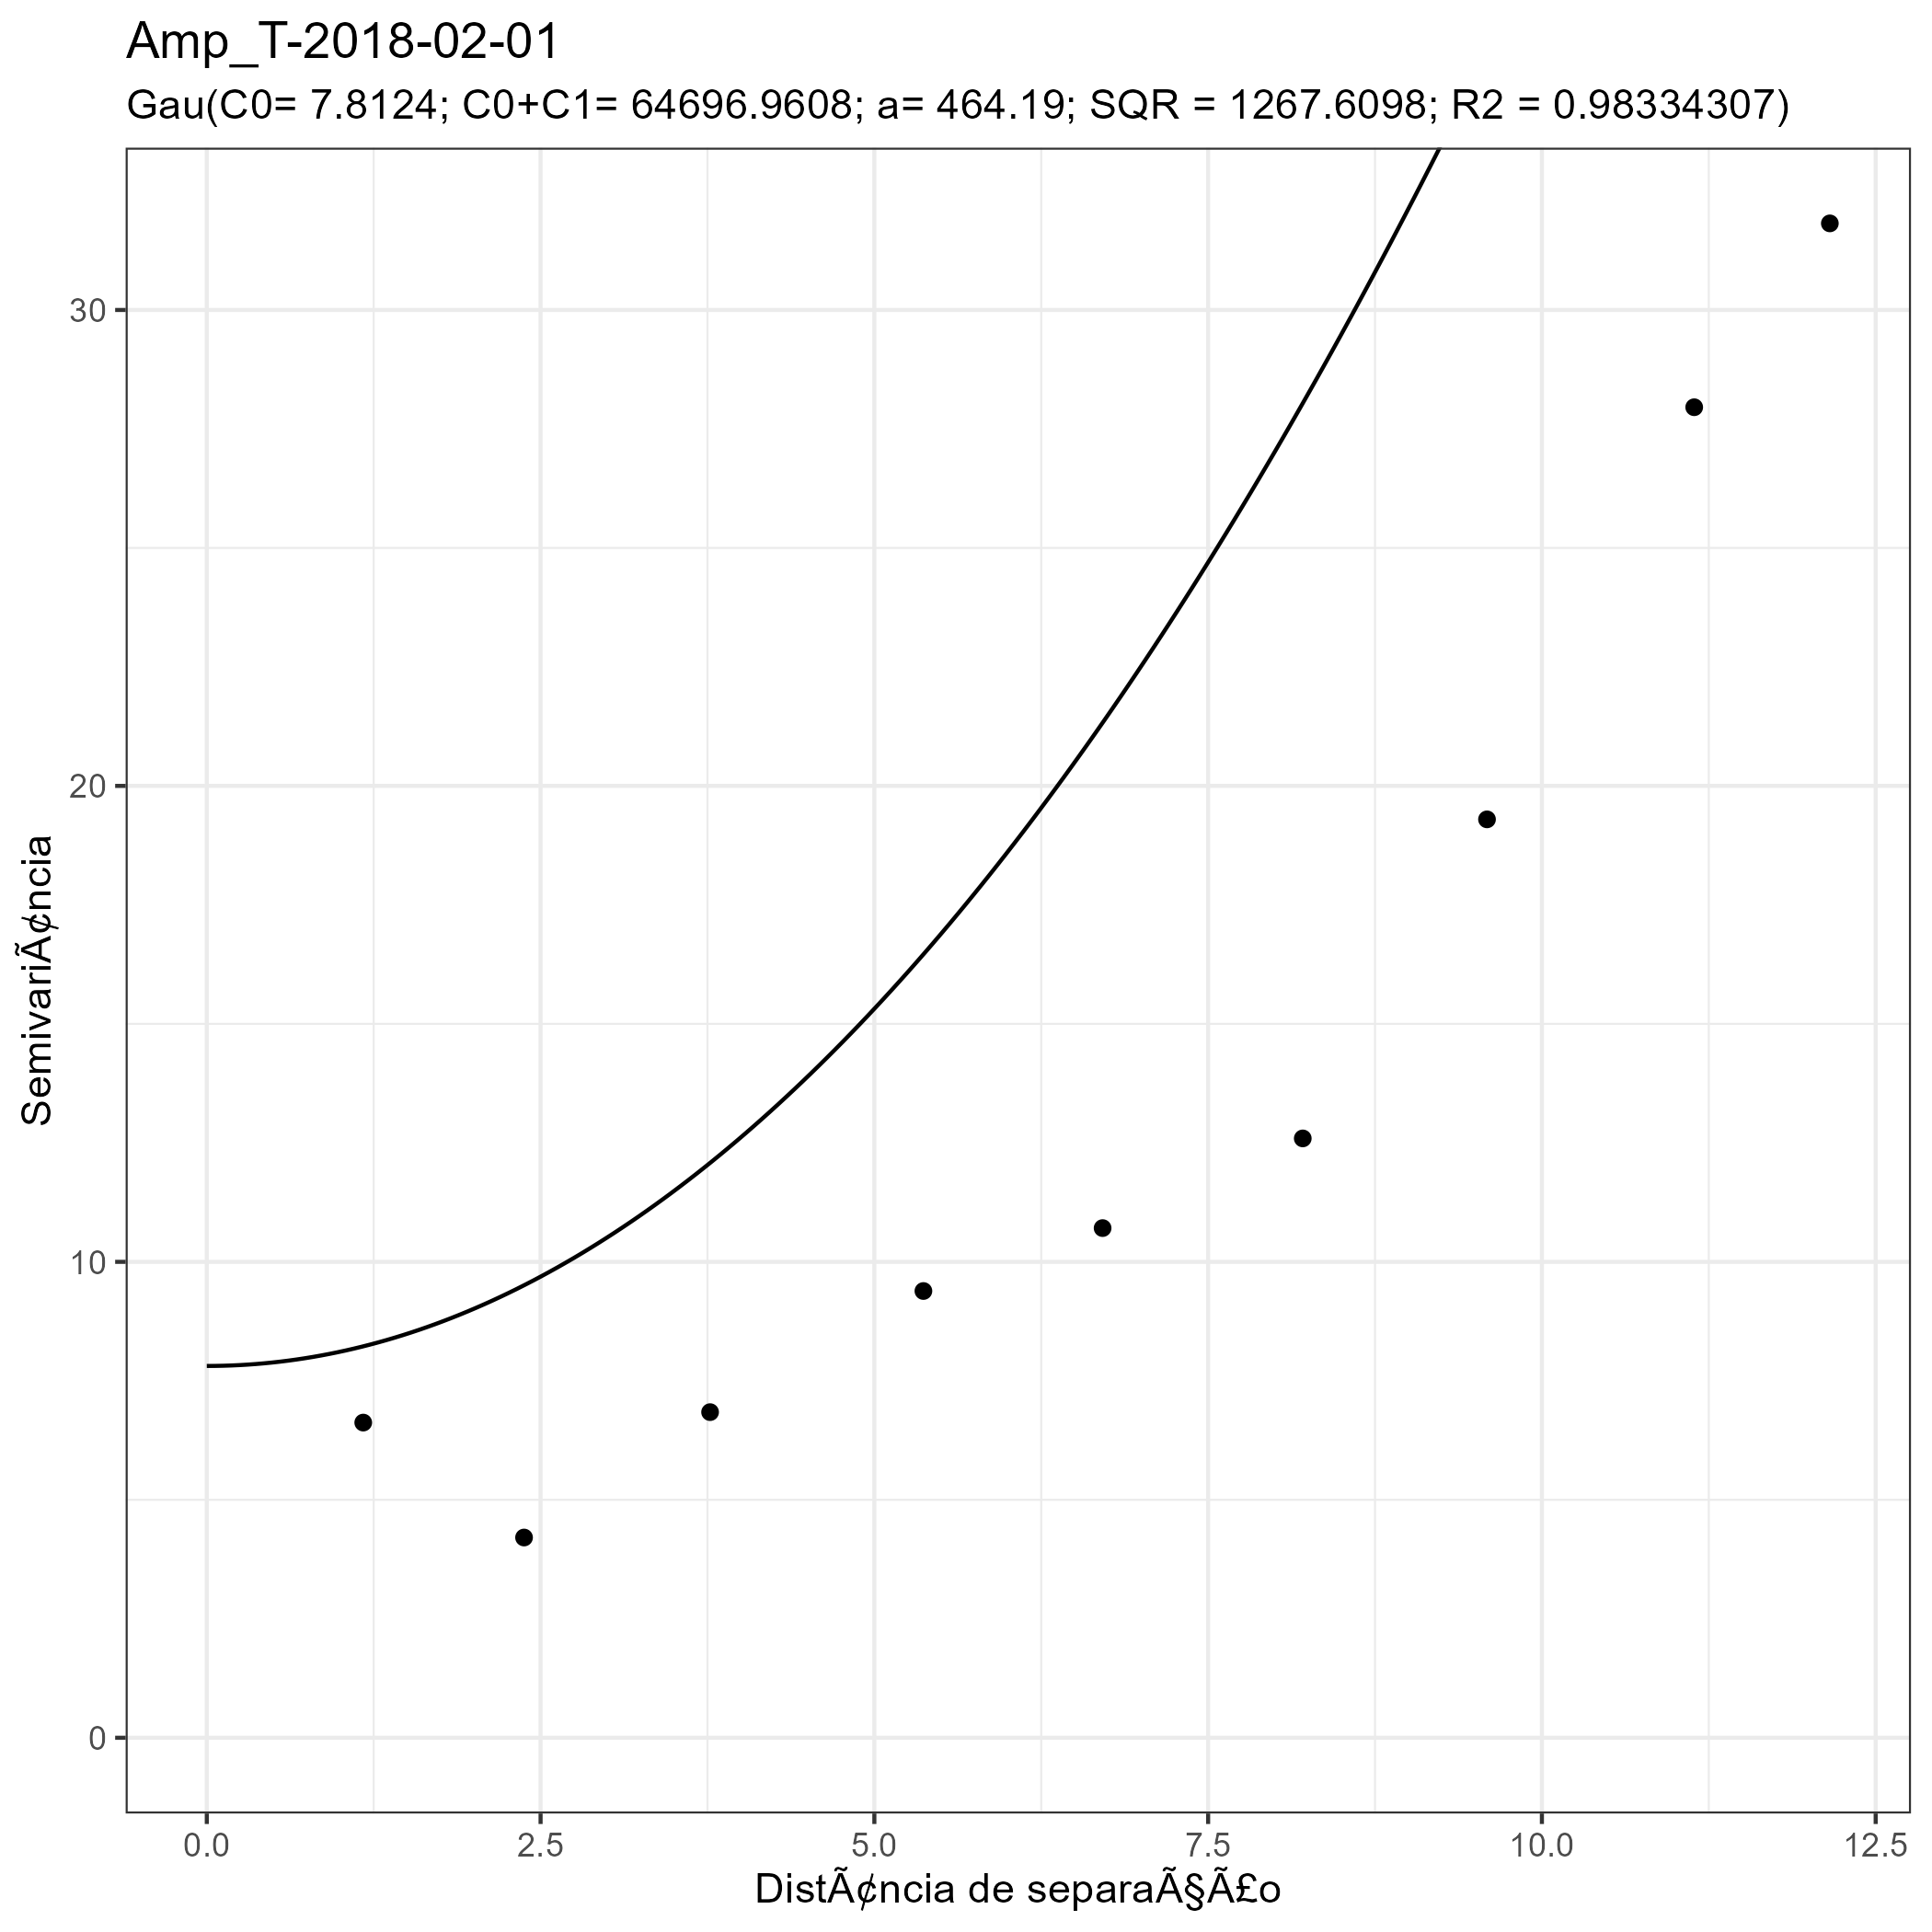 Amp_T-2018-02-01
Gau(C0= 7.8124; C0+C1= 64696.9608; a= 464.19; SQR = 1267.6098; R2 = 0.98334307)
SemivariÃ¢ncia
30
20
10
0
0.0 2.5 5.0 7.5 10.0 12.5
DistÃ¢ncia de separaÃ§Ã£o